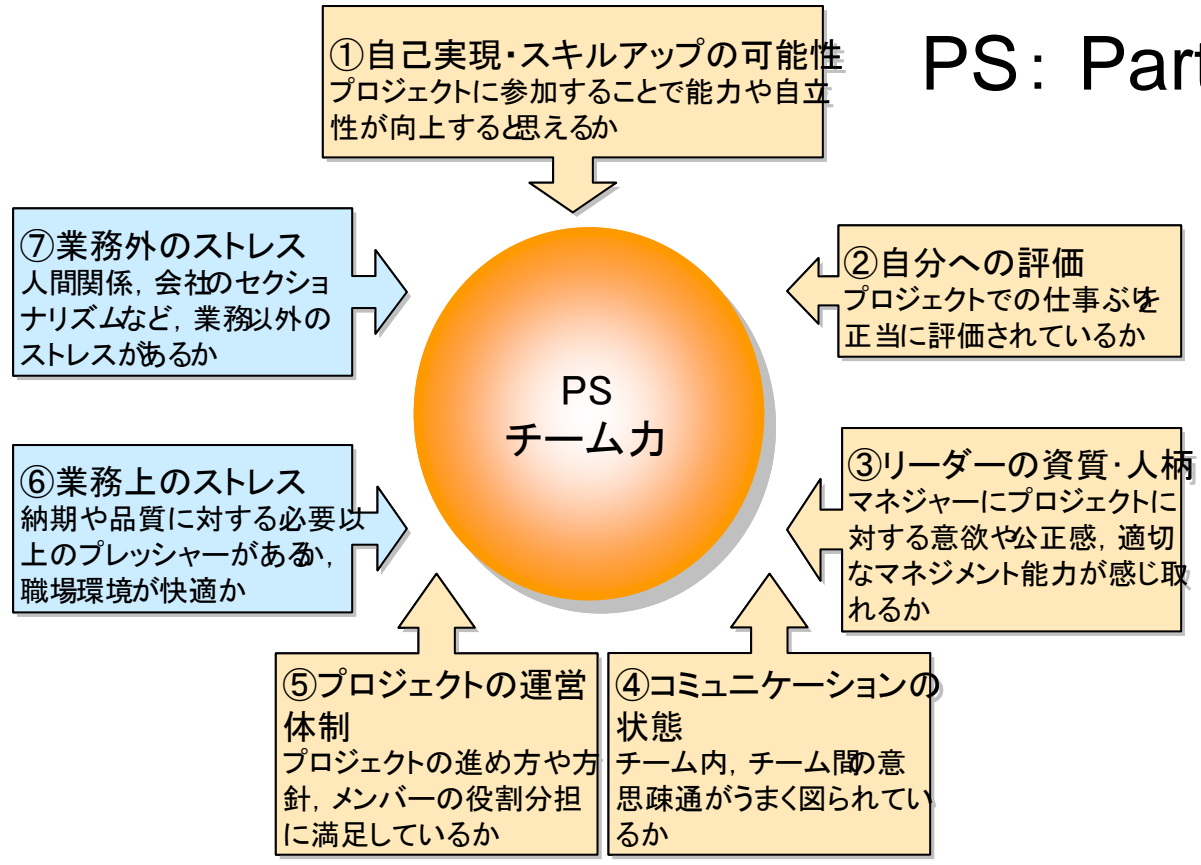 PS: Part
①自己実現・スキルアップの可能性
プロジェクトに参加することで能力や自立
性が向上すると思えるか
②自分への評価
プロジェクトでの仕事ぶりを
正当に評価されているか
③リーダーの資質・人柄
マネジャーにプロジェクトに
対する意欲や公正感，適切
なマネジメント能力が感じ取
れるか
④コミュニケーションの
状態
チーム内，チーム間の意
思疎通がうまく図られてい
るか
⑤プロジェクトの運営
体制
プロジェクトの進め方や方
針，メンバーの役割分担
に満足しているか
⑥業務上のストレス
納期や品質に対する必要以
上のプレッシャーがあるか，
職場環境が快適か
⑦業務外のストレス
人間関係，会社のセクショ
ナリズムなど，業務以外の
ストレスがあるか
PS
チーム力